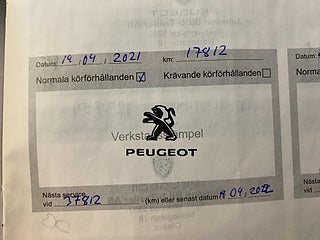 PEUGEOT
Datum: 19, 04, 2021 km: 17812
Normala körförhållanden ☑ Krävande körförhållanden ☐
Verkstadsstämpel
PEUGEOT
Nästa service
vid 37812 (km) eller senast datum 19 04, 2022